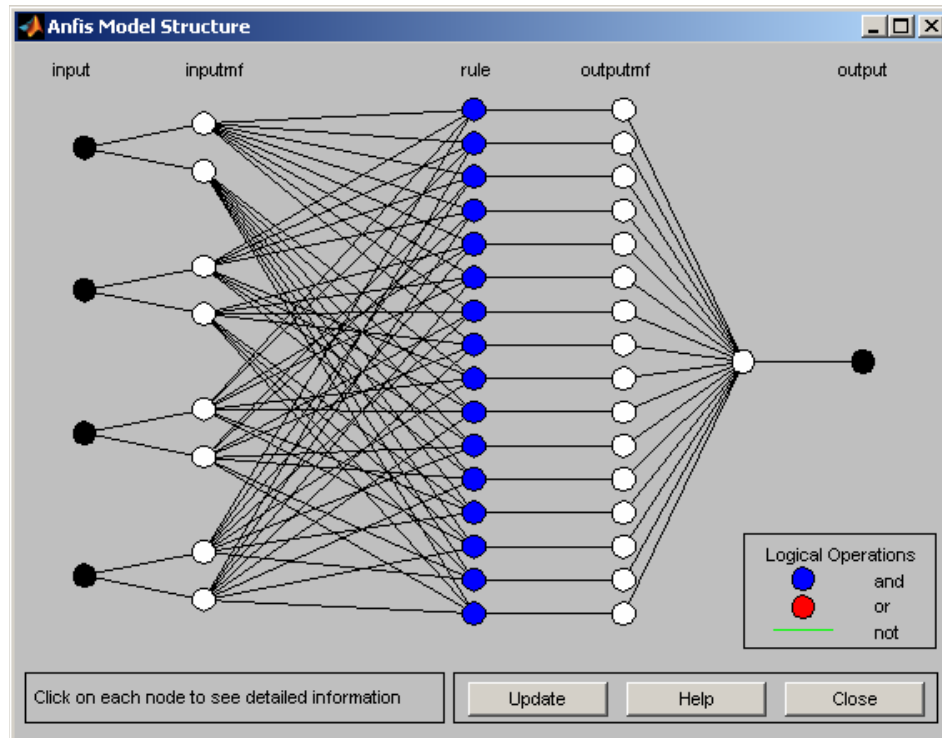 Anfis Model Structure
input inputmf rule outputmf output
Logical Operations
and
or
not
Click on each node to see detailed information
Update Help Close